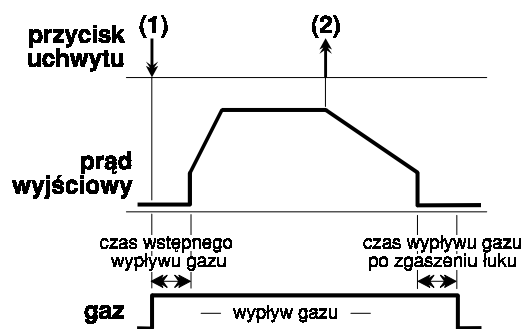 (1) (2)
przycisk
uchwytu
prąd
wyjściowy
czas wstępnego
wypływu gazu
czas wypływu gazu
po zgaszeniu łuku
gaz
wypływ gazu